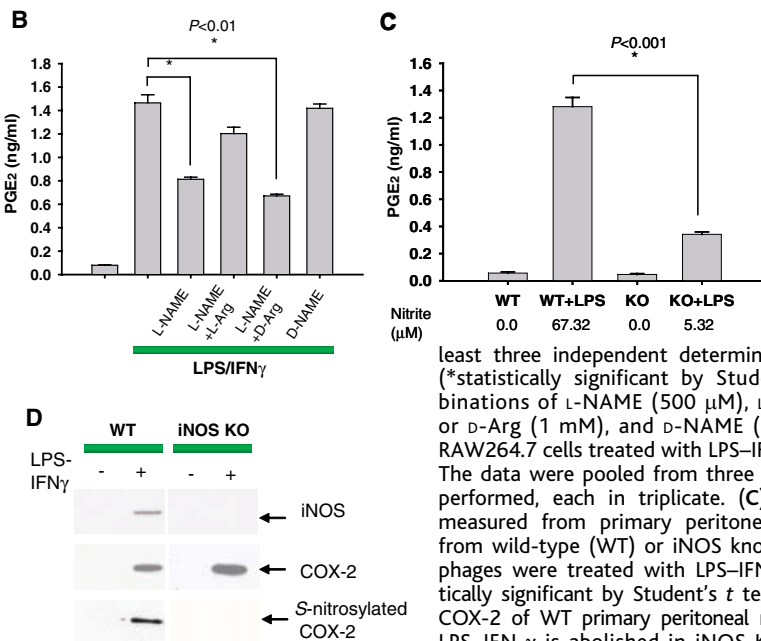 B
P<0.01
*
*
PGE2 (ng/ml)
1.8
1.6
1.4
1.2
1.0
0.8
0.6
0.4
0.2
0.0
L-NAME
L-NAME
+L-Arg
L-NAME
+D-Arg
D-NAME
LPS/IFNγ
C
P<0.001
*
PGE2 (ng/ml)
1.6
1.4
1.2
1.0
0.8
0.6
0.4
0.2
0.0
WT WT+LPS KO KO+LPS
Nitrite
(μM)
0.0 67.32 0.0 5.32
D
WT iNOS KO
LPS-
IFNγ
- + - +
iNOS
COX-2
S-nitrosylated
COX-2
least three independent determin
(*statistically significant by Stude
binations of L-NAME (500 μM), L
or D-Arg (1 mM), and D-NAME (
RAW264.7 cells treated with LPS–IF
The data were pooled from three
performed, each in triplicate. (C)
measured from primary peritone
from wild-type (WT) or iNOS kno
phages were treated with LPS–IFN
tically significant by Student's t te
COX-2 of WT primary peritoneal